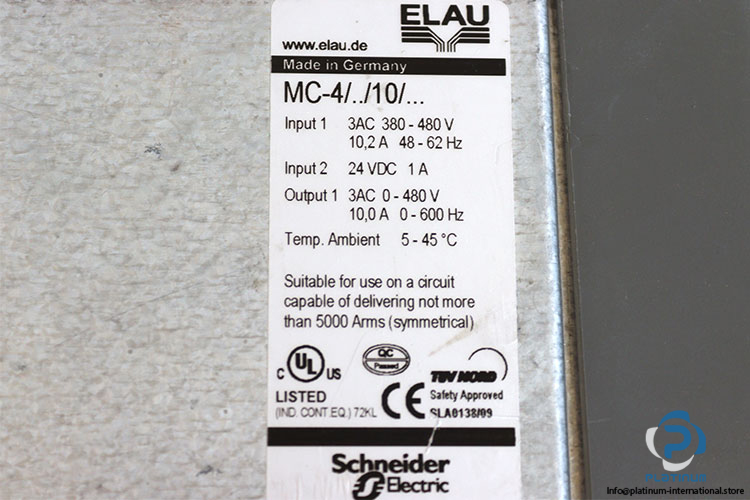 ELAU
www.elau.de
Made in Germany
MC-4/../10/...
Input 1 3AC 380 - 480 V
10,2 A 48 - 62 Hz
Input 2 24 VDC 1 A
Output 1 3AC 0 - 480 V
10,0 A 0 - 600 Hz
Temp. Ambient 5 - 45 °C
Suitable for use on a circuit
capable of delivering not more
than 5000 Arms (symmetrical)
C UL US
QC
Passed
TÜV NORD
LISTED
(IND. CONT.EQ.) 72KL
CE
Safety Approved
SLA0138/09
Schneider
Electric
PLATINUM
Info@platinum-international.store